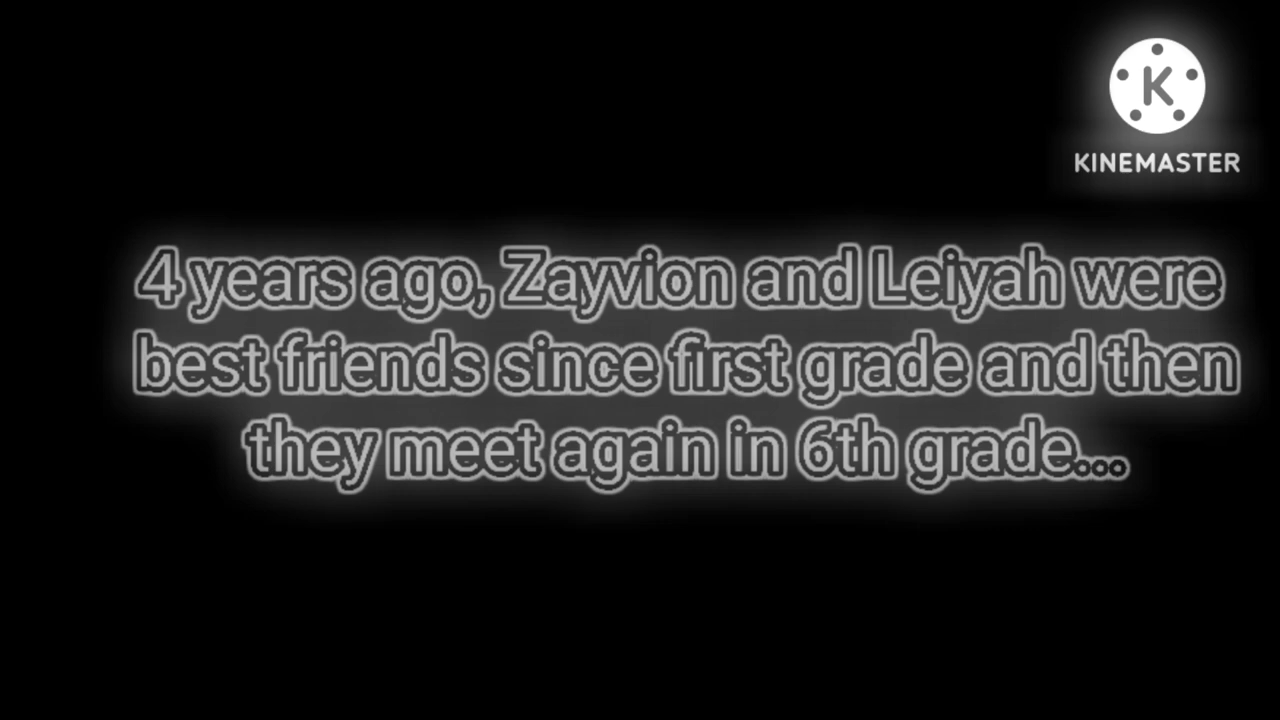 K
KINEMASTER
4 years ago, Zayvion and Leiyah were
best friends since first grade and then
they meet again in 6th grade...